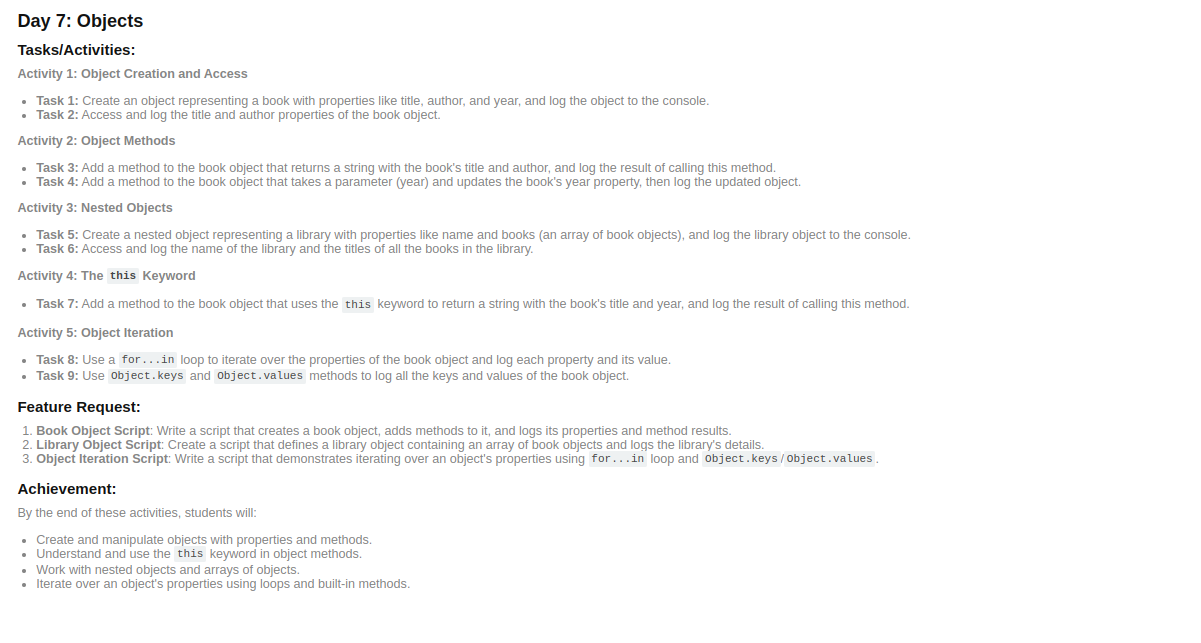 Day 7: Objects
Tasks/Activities:
Activity 1: Object Creation and Access
• Task 1: Create an object representing a book with properties like title, author, and year, and log the object to the console.
• Task 2: Access and log the title and author properties of the book object.
Activity 2: Object Methods
• Task 3: Add a method to the book object that returns a string with the book's title and author, and log the result of calling this method.
• Task 4: Add a method to the book object that takes a parameter (year) and updates the book's year property, then log the updated object.
Activity 3: Nested Objects
• Task 5: Create a nested object representing a library with properties like name and books (an array of book objects), and log the library object to the console.
• Task 6: Access and log the name of the library and the titles of all the books in the library.
Activity 4: The this Keyword
• Task 7: Add a method to the book object that uses the this keyword to return a string with the book's title and year, and log the result of calling this method.
Activity 5: Object Iteration
• Task 8: Use a for...in loop to iterate over the properties of the book object and log each property and its value.
• Task 9: Use Object.keys and Object.values methods to log all the keys and values of the book object.
Feature Request:
1. Book Object Script: Write a script that creates a book object, adds methods to it, and logs its properties and method results.
2. Library Object Script: Create a script that defines a library object containing an array of book objects and logs the library's details.
3. Object Iteration Script: Write a script that demonstrates iterating over an object's properties using for...in loop and Object.keys/Object.values.
Achievement:
By the end of these activities, students will:
• Create and manipulate objects with properties and methods.
• Understand and use the this keyword in object methods.
• Work with nested objects and arrays of objects.
• Iterate over an object's properties using loops and built-in methods.